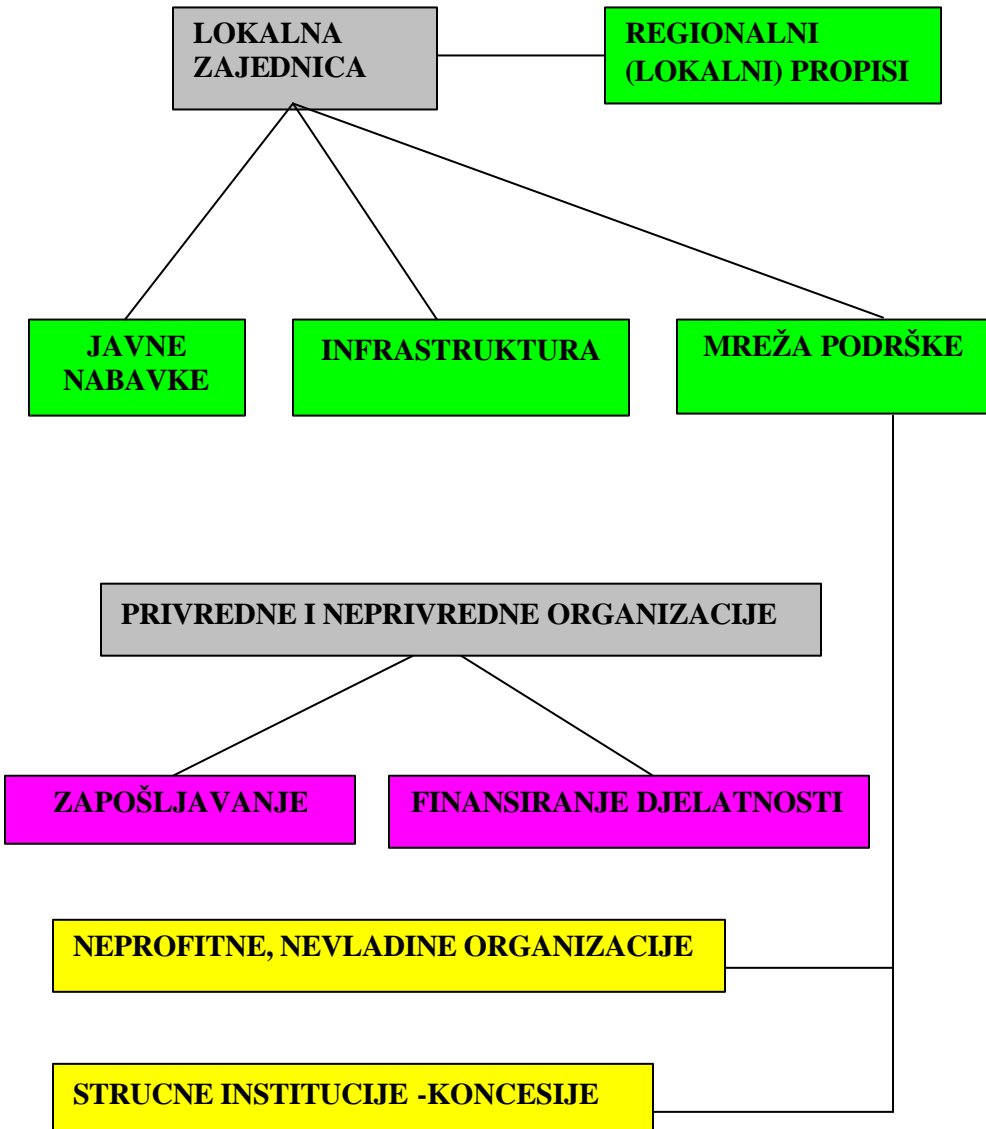 LOKALNA
ZAJEDNICA
REGIONALNI
(LOKALNI) PROPISI
JAVNE
NABAVKE
INFRASTRUKTURA
MREŽA PODRŠKE
PRIVREDNE I NEPRIVREDNE ORGANIZACIJE
ZAPOŠLJAVANJE
FINANSIRANJE DJELATNOSTI
NEPROFITNE, NEVLADINE ORGANIZACIJE
STRUCNE INSTITUCIJE -KONCESIJE